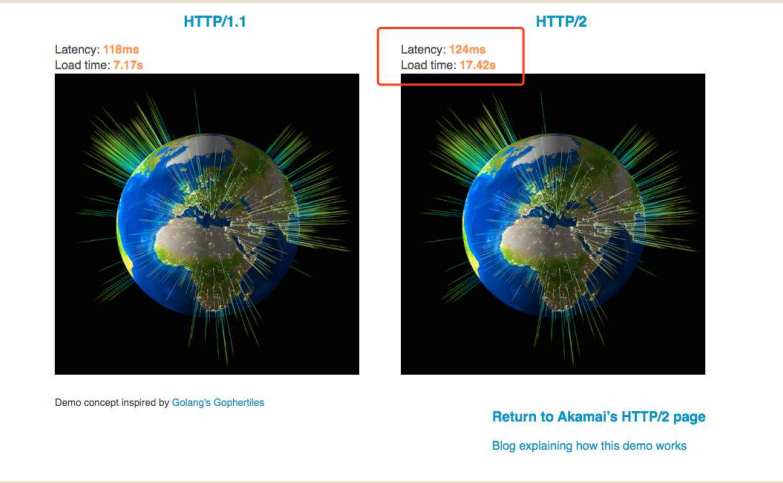 HTTP/1.1
Latency: 118ms
Load time: 7.17s
HTTP/2
Latency: 124ms
Load time: 17.42s
Demo concept inspired by Golang's Gophertiles
Return to Akamai's HTTP/2 page
Blog explaining how this demo works